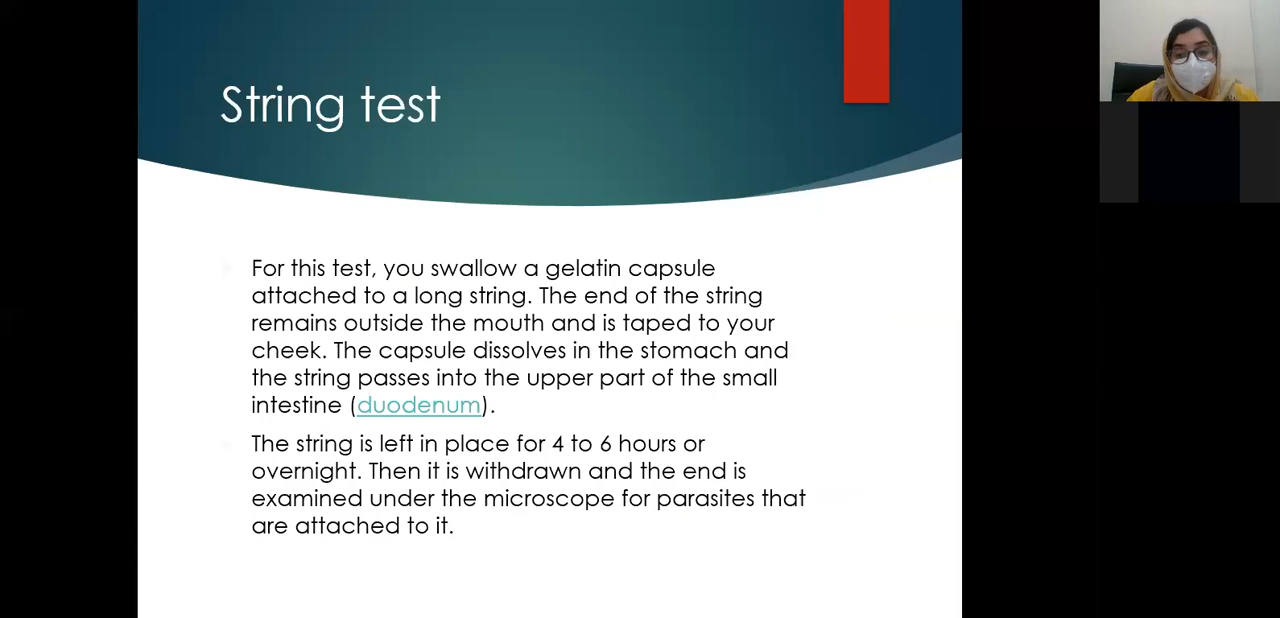 String test
For this test, you swallow a gelatin capsule
attached to a long string. The end of the string
remains outside the mouth and is taped to your
cheek. The capsule dissolves in the stomach and
the string passes into the upper part of the small
intestine (duodenum).
The string is left in place for 4 to 6 hours or
overnight. Then it is withdrawn and the end is
examined under the microscope for parasites that
are attached to it.